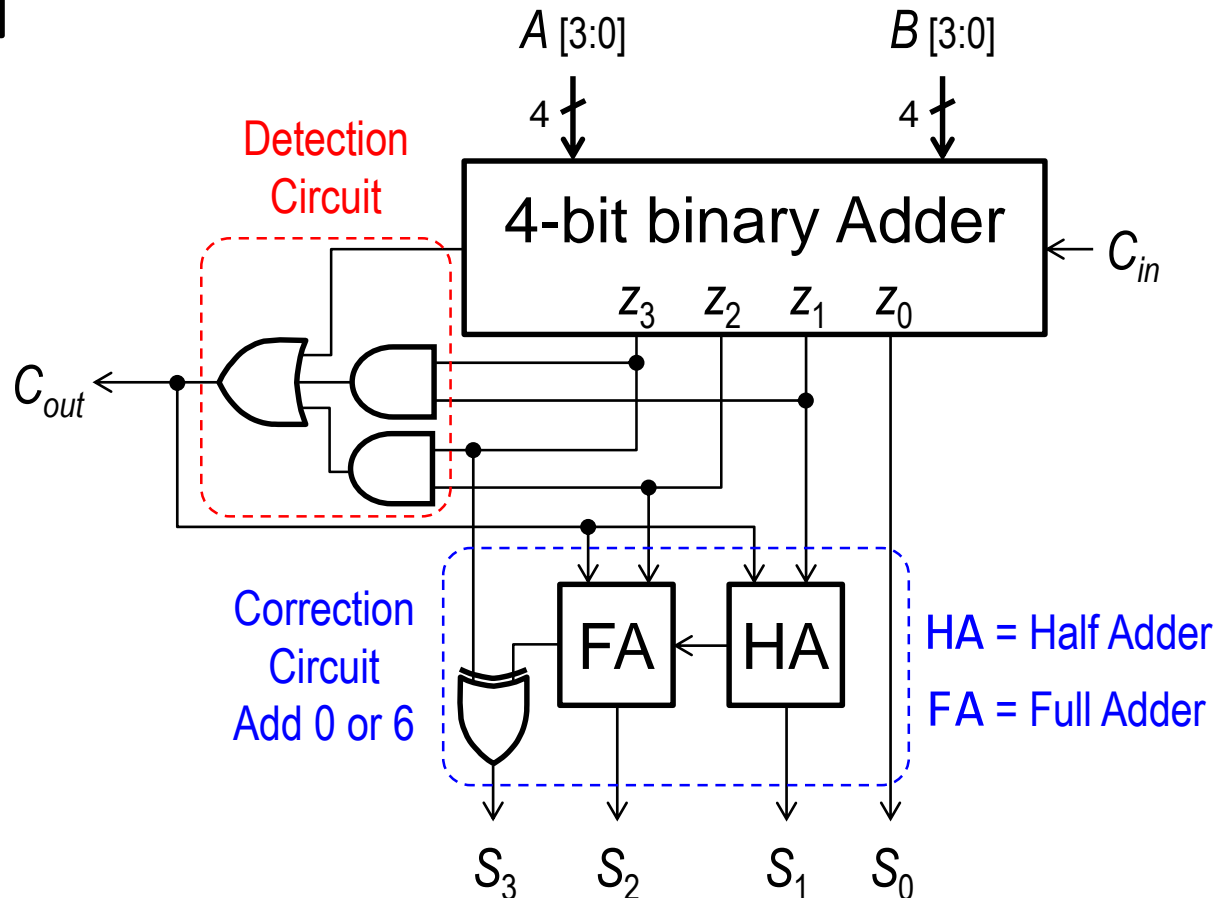 A [3:0]
B [3:0]
4
4
Detection
Circuit
4-bit binary Adder
C_in
z_3 z_2 z_1 z_0
C_out
Correction
Circuit
Add 0 or 6
FA
HA
HA = Half Adder
FA = Full Adder
S_3 S_2 S_1 S_0